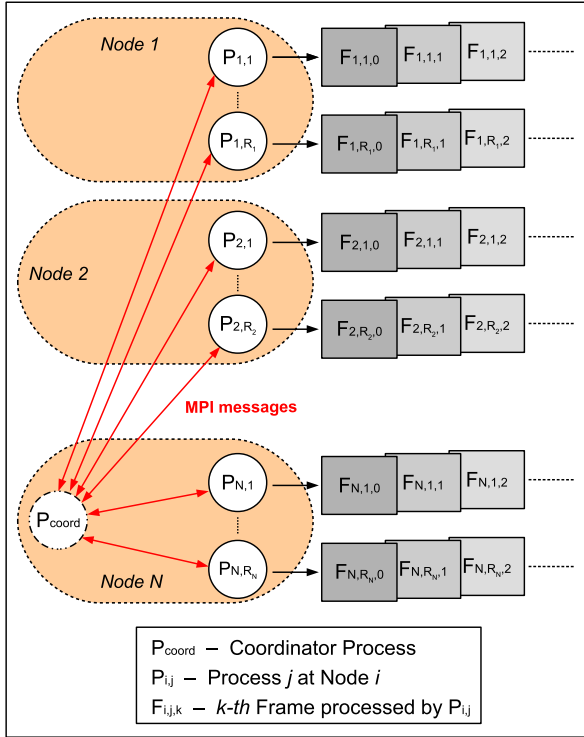 Node 1
P1,1
F1,1,0
F1,1,1
F1,1,2
P1,R1
F1,R1,0
F1,R1,1
F1,R1,2
Node 2
P2,1
F2,1,0
F2,1,1
F2,1,2
P2,R2
F2,R2,0
F2,R2,1
F2,R2,2
MPI messages
Pcoord
PN,1
FN,1,0
FN,1,1
FN,1,2
Node N
PN,RN
FN,RN,0
FN,RN,1
FN,RN,2
Pcoord – Coordinator Process
Pi,j – Process j at Node i
Fi,j,k – k-th Frame processed by Pi,j